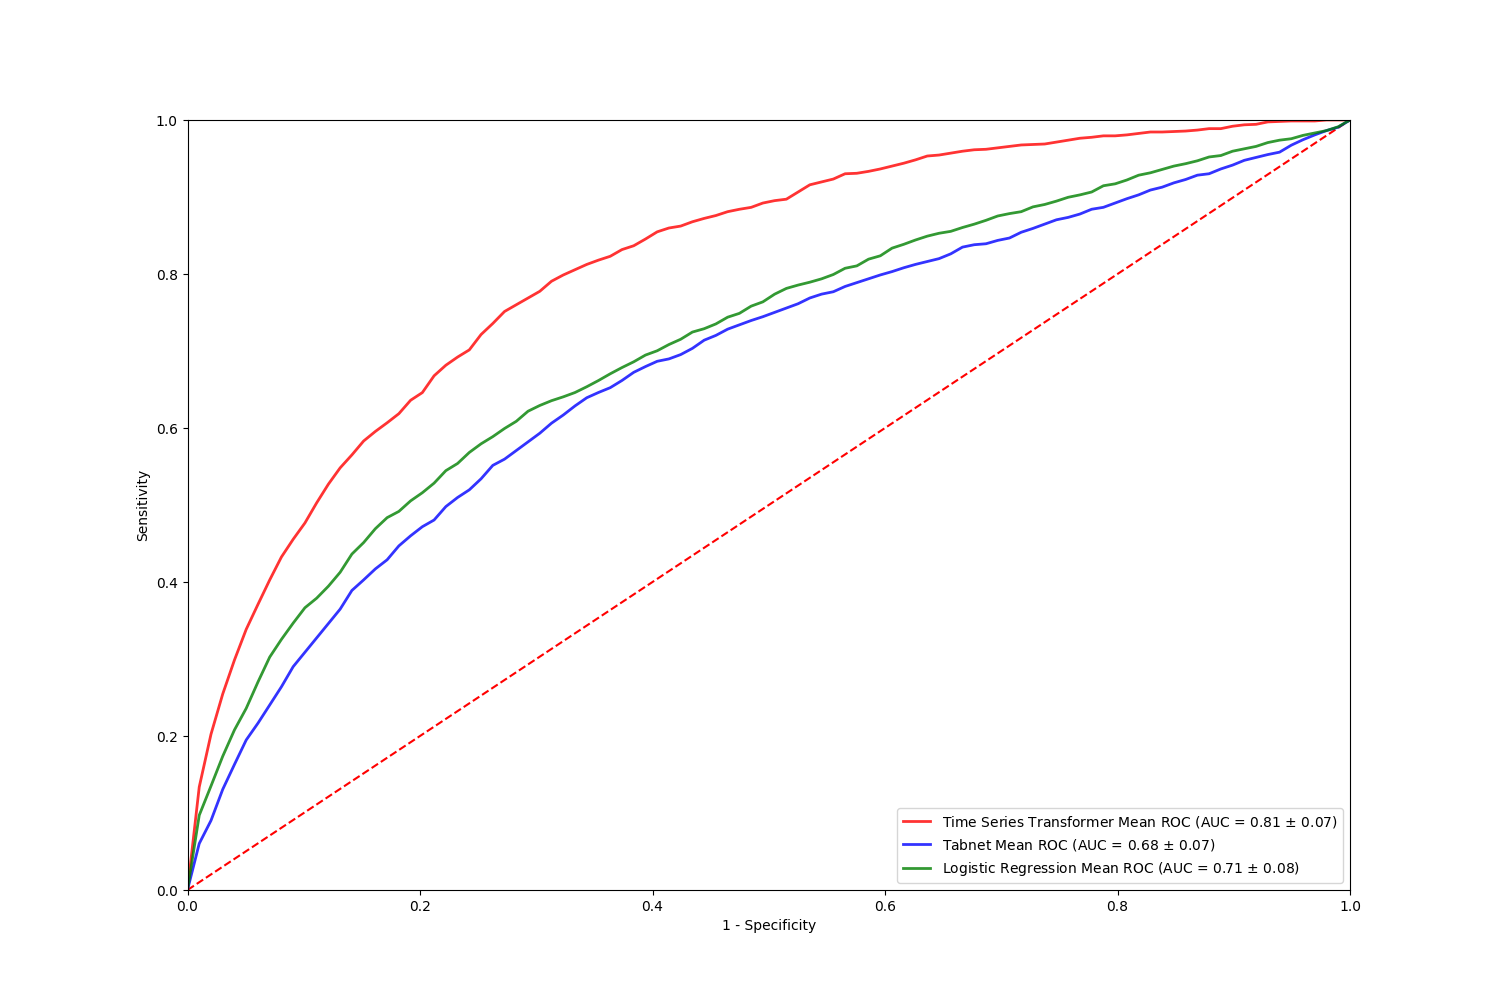 1.0
0.8
0.6
0.4
0.2
0.0
Sensitivity
Time Series Transformer Mean ROC (AUC = 0.81 ± 0.07)
Tabnet Mean ROC (AUC = 0.68 ± 0.07)
Logistic Regression Mean ROC (AUC = 0.71 ± 0.08)
0.0 0.2 0.4 0.6 0.8 1.0
1 - Specificity